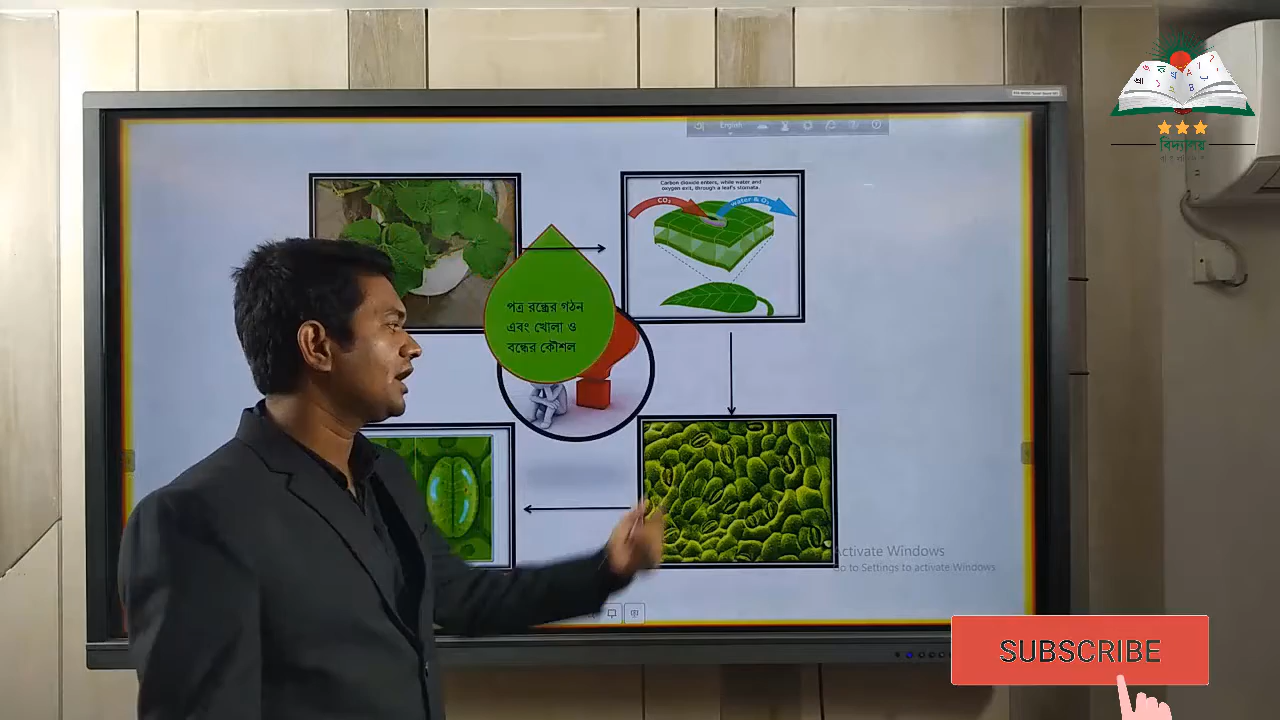 English
Carbon dioxide enters, while water and
oxygen exit, through a leaf's stomata.
CO₂
water & O₂
পত্র রন্ধ্রের গঠন
এবং খোলা ও
বন্ধের কৌশল
Activate Windows
Go to Settings to activate Windows
বিদ্যালয়
SUBSCRIBE